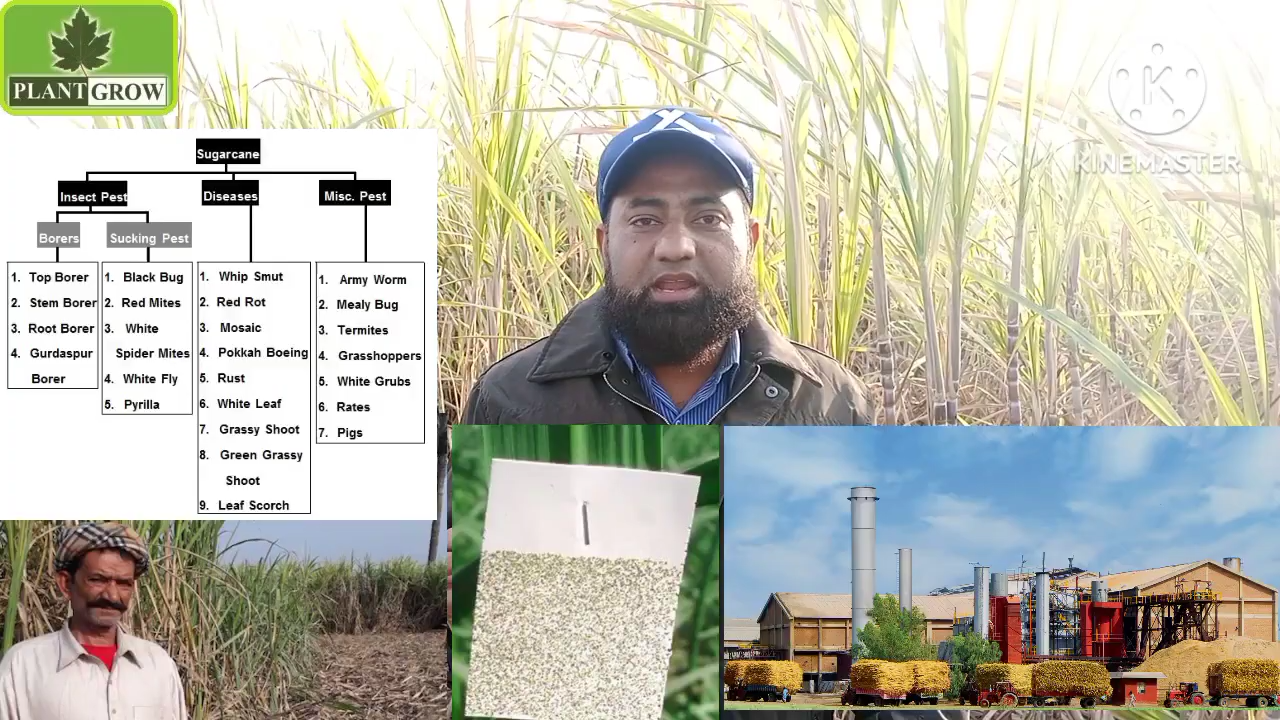 PLANT GROW
KINEMASTER
Sugarcane
Insect Pest
Diseases
Misc. Pest
Borers
Sucking Pest
1. Top Borer
2. Stem Borer
3. Root Borer
4. Gurdaspur
Borer
1. Black Bug
2. Red Mites
3. White
Spider Mites
4. White Fly
5. Pyrilla
1. Whip Smut
2. Red Rot
3. Mosaic
4. Pokkah Boeing
5. Rust
6. White Leaf
7. Grassy Shoot
8. Green Grassy
Shoot
9. Leaf Scorch
1. Army Worm
2. Mealy Bug
3. Termites
4. Grasshoppers
5. White Grubs
6. Rates
7. Pigs